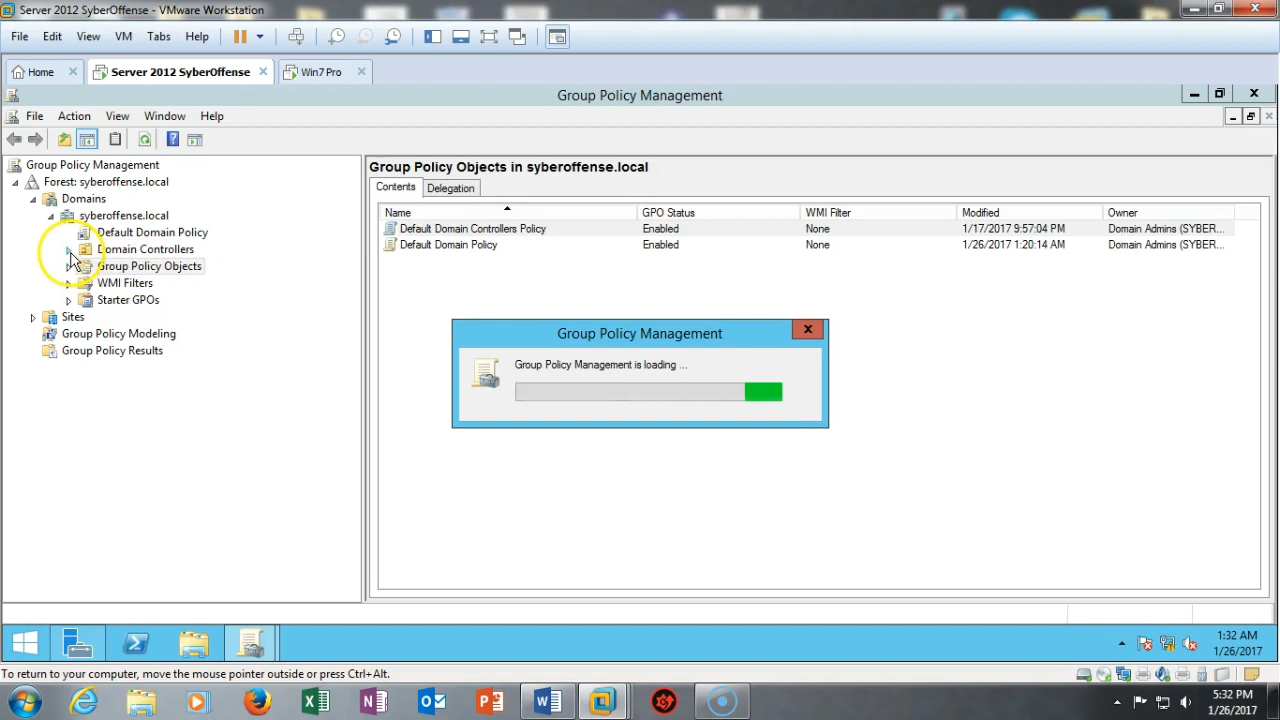 Server 2012 SyberOffense - VMware Workstation
File Edit View VM Tabs Help
Home Server 2012 SyberOffense Win7 Pro
Group Policy Management
File Action View Window Help
Group Policy Management
Forest: syberoffense.local
Domains
syberoffense.local
Default Domain Policy
Domain Controllers
Group Policy Objects
WMI Filters
Starter GPOs
Sites
Group Policy Modeling
Group Policy Results
Group Policy Objects in syberoffense.local
Contents Delegation
Name GPO Status WMI Filter Modified Owner
Default Domain Controllers Policy Enabled None 1/17/2017 9:57:04 PM Domain Admins (SYBER...
Default Domain Policy Enabled None 1/26/2017 1:20:14 AM Domain Admins (SYBER...
Group Policy Management
Group Policy Management is loading ...
1:32 AM
1/26/2017
To return to your computer, move the mouse pointer outside or press Ctrl+Alt.
5:32 PM
1/26/2017